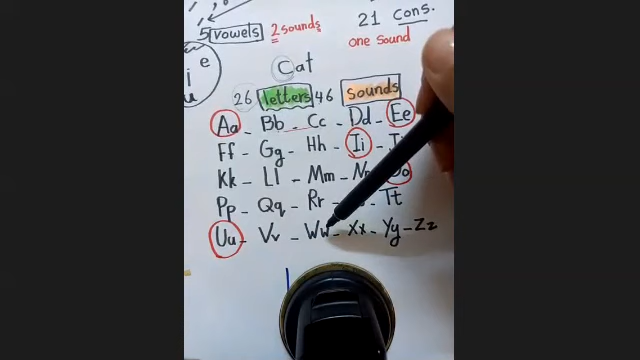 21 Cons.
5 vowels 2 sounds
one sound
e
i
u
Cat
26 letters 46 sounds
Aa - Bb - Cc - Dd - Ee
Ff - Gg - Hh - Ii -
Kk - Ll - Mm -
Pp - Qq - Rr - Tt
Uu - Vv - Ww - Xx - Yy - Zz